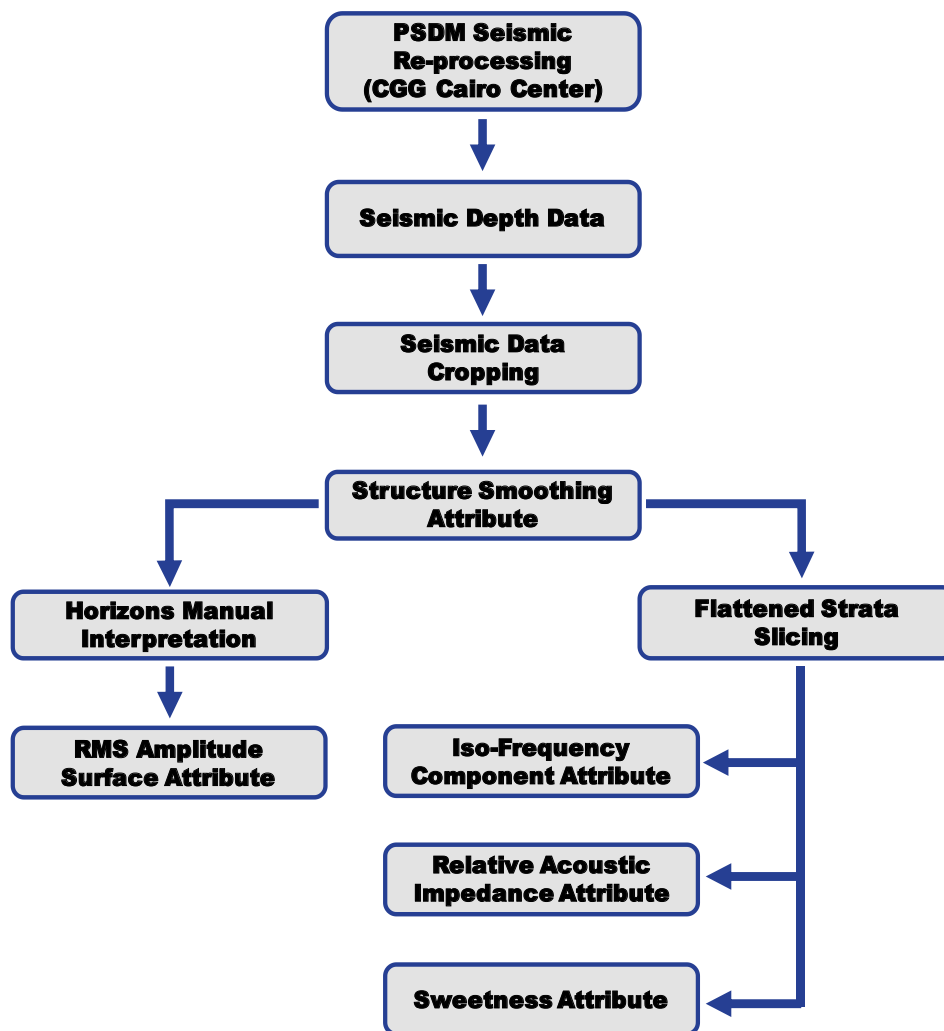 PSDM Seismic
Re-processing
(CGG Cairo Center)
Seismic Depth Data
Seismic Data
Cropping
Structure Smoothing
Attribute
Horizons Manual
Interpretation
Flattened Strata
Slicing
RMS Amplitude
Surface Attribute
Iso-Frequency
Component Attribute
Relative Acoustic
Impedance Attribute
Sweetness Attribute